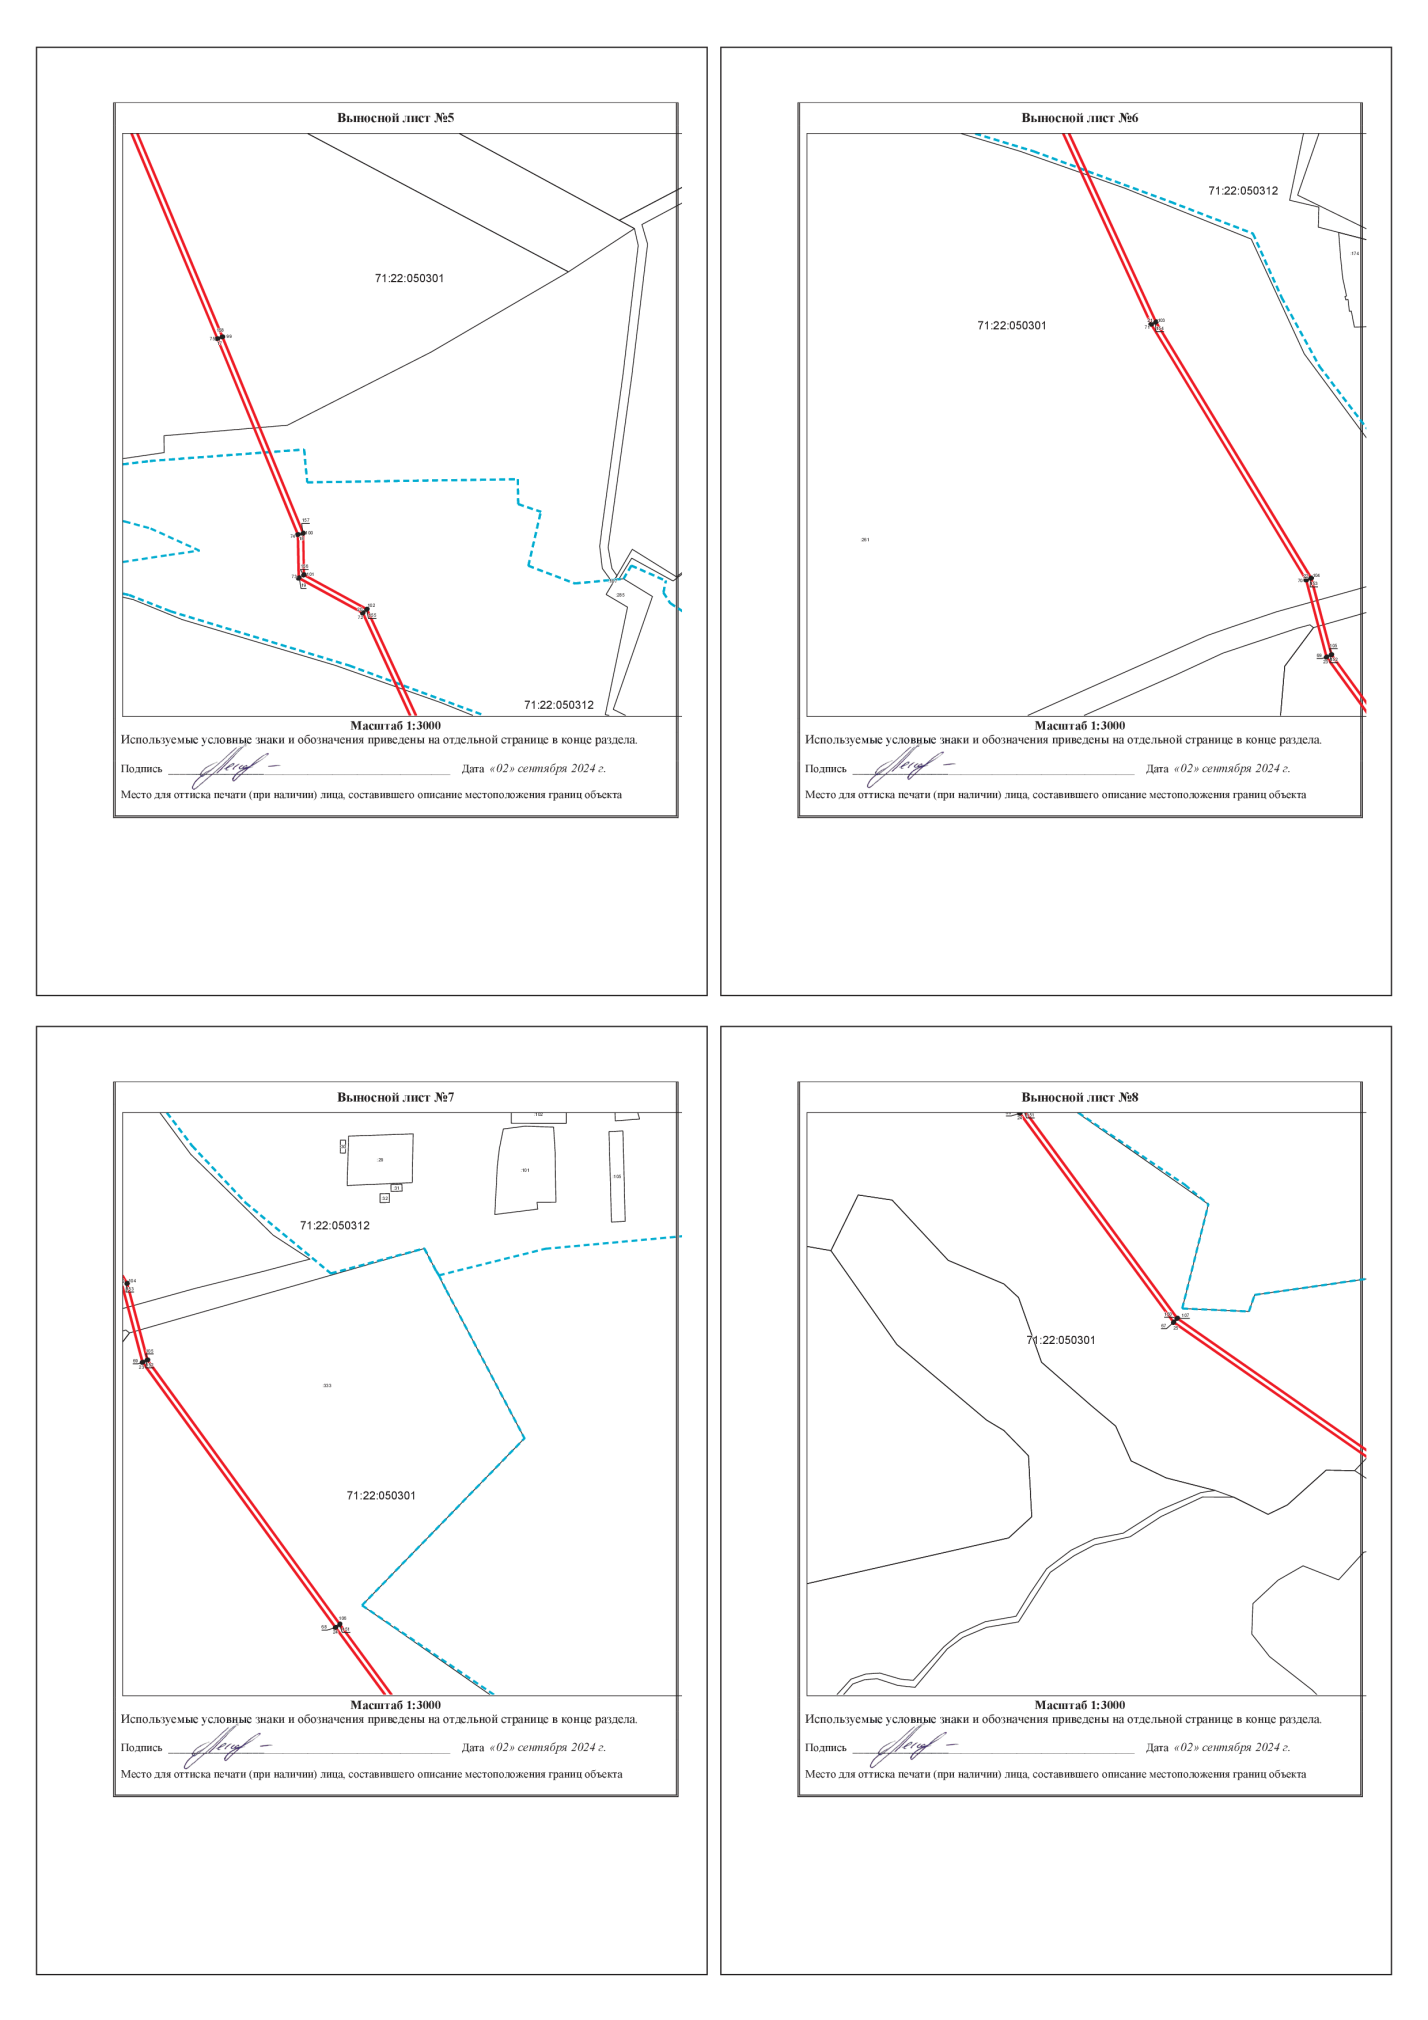 Выносной лист №5
71:22:050301
71:22:050312
Масштаб 1:3000
Используемые условные знаки и обозначения приведены на отдельной странице в конце раздела.
Подпись Дата «02» сентября 2024 г.
Место для оттиска печати (при наличии) лица, составившего описание местоположения границ объекта
Выносной лист №6
71:22:050312
174
71:22:050301
Масштаб 1:3000
Используемые условные знаки и обозначения приведены на отдельной странице в конце раздела.
Подпись Дата «02» сентября 2024 г.
Место для оттиска печати (при наличии) лица, составившего описание местоположения границ объекта
Выносной лист №7
71:22:050312
71:22:050301
Масштаб 1:3000
Используемые условные знаки и обозначения приведены на отдельной странице в конце раздела.
Подпись Дата «02» сентября 2024 г.
Место для оттиска печати (при наличии) лица, составившего описание местоположения границ объекта
Выносной лист №8
71:22:050301
Масштаб 1:3000
Используемые условные знаки и обозначения приведены на отдельной странице в конце раздела.
Подпись Дата «02» сентября 2024 г.
Место для оттиска печати (при наличии) лица, составившего описание местоположения границ объекта